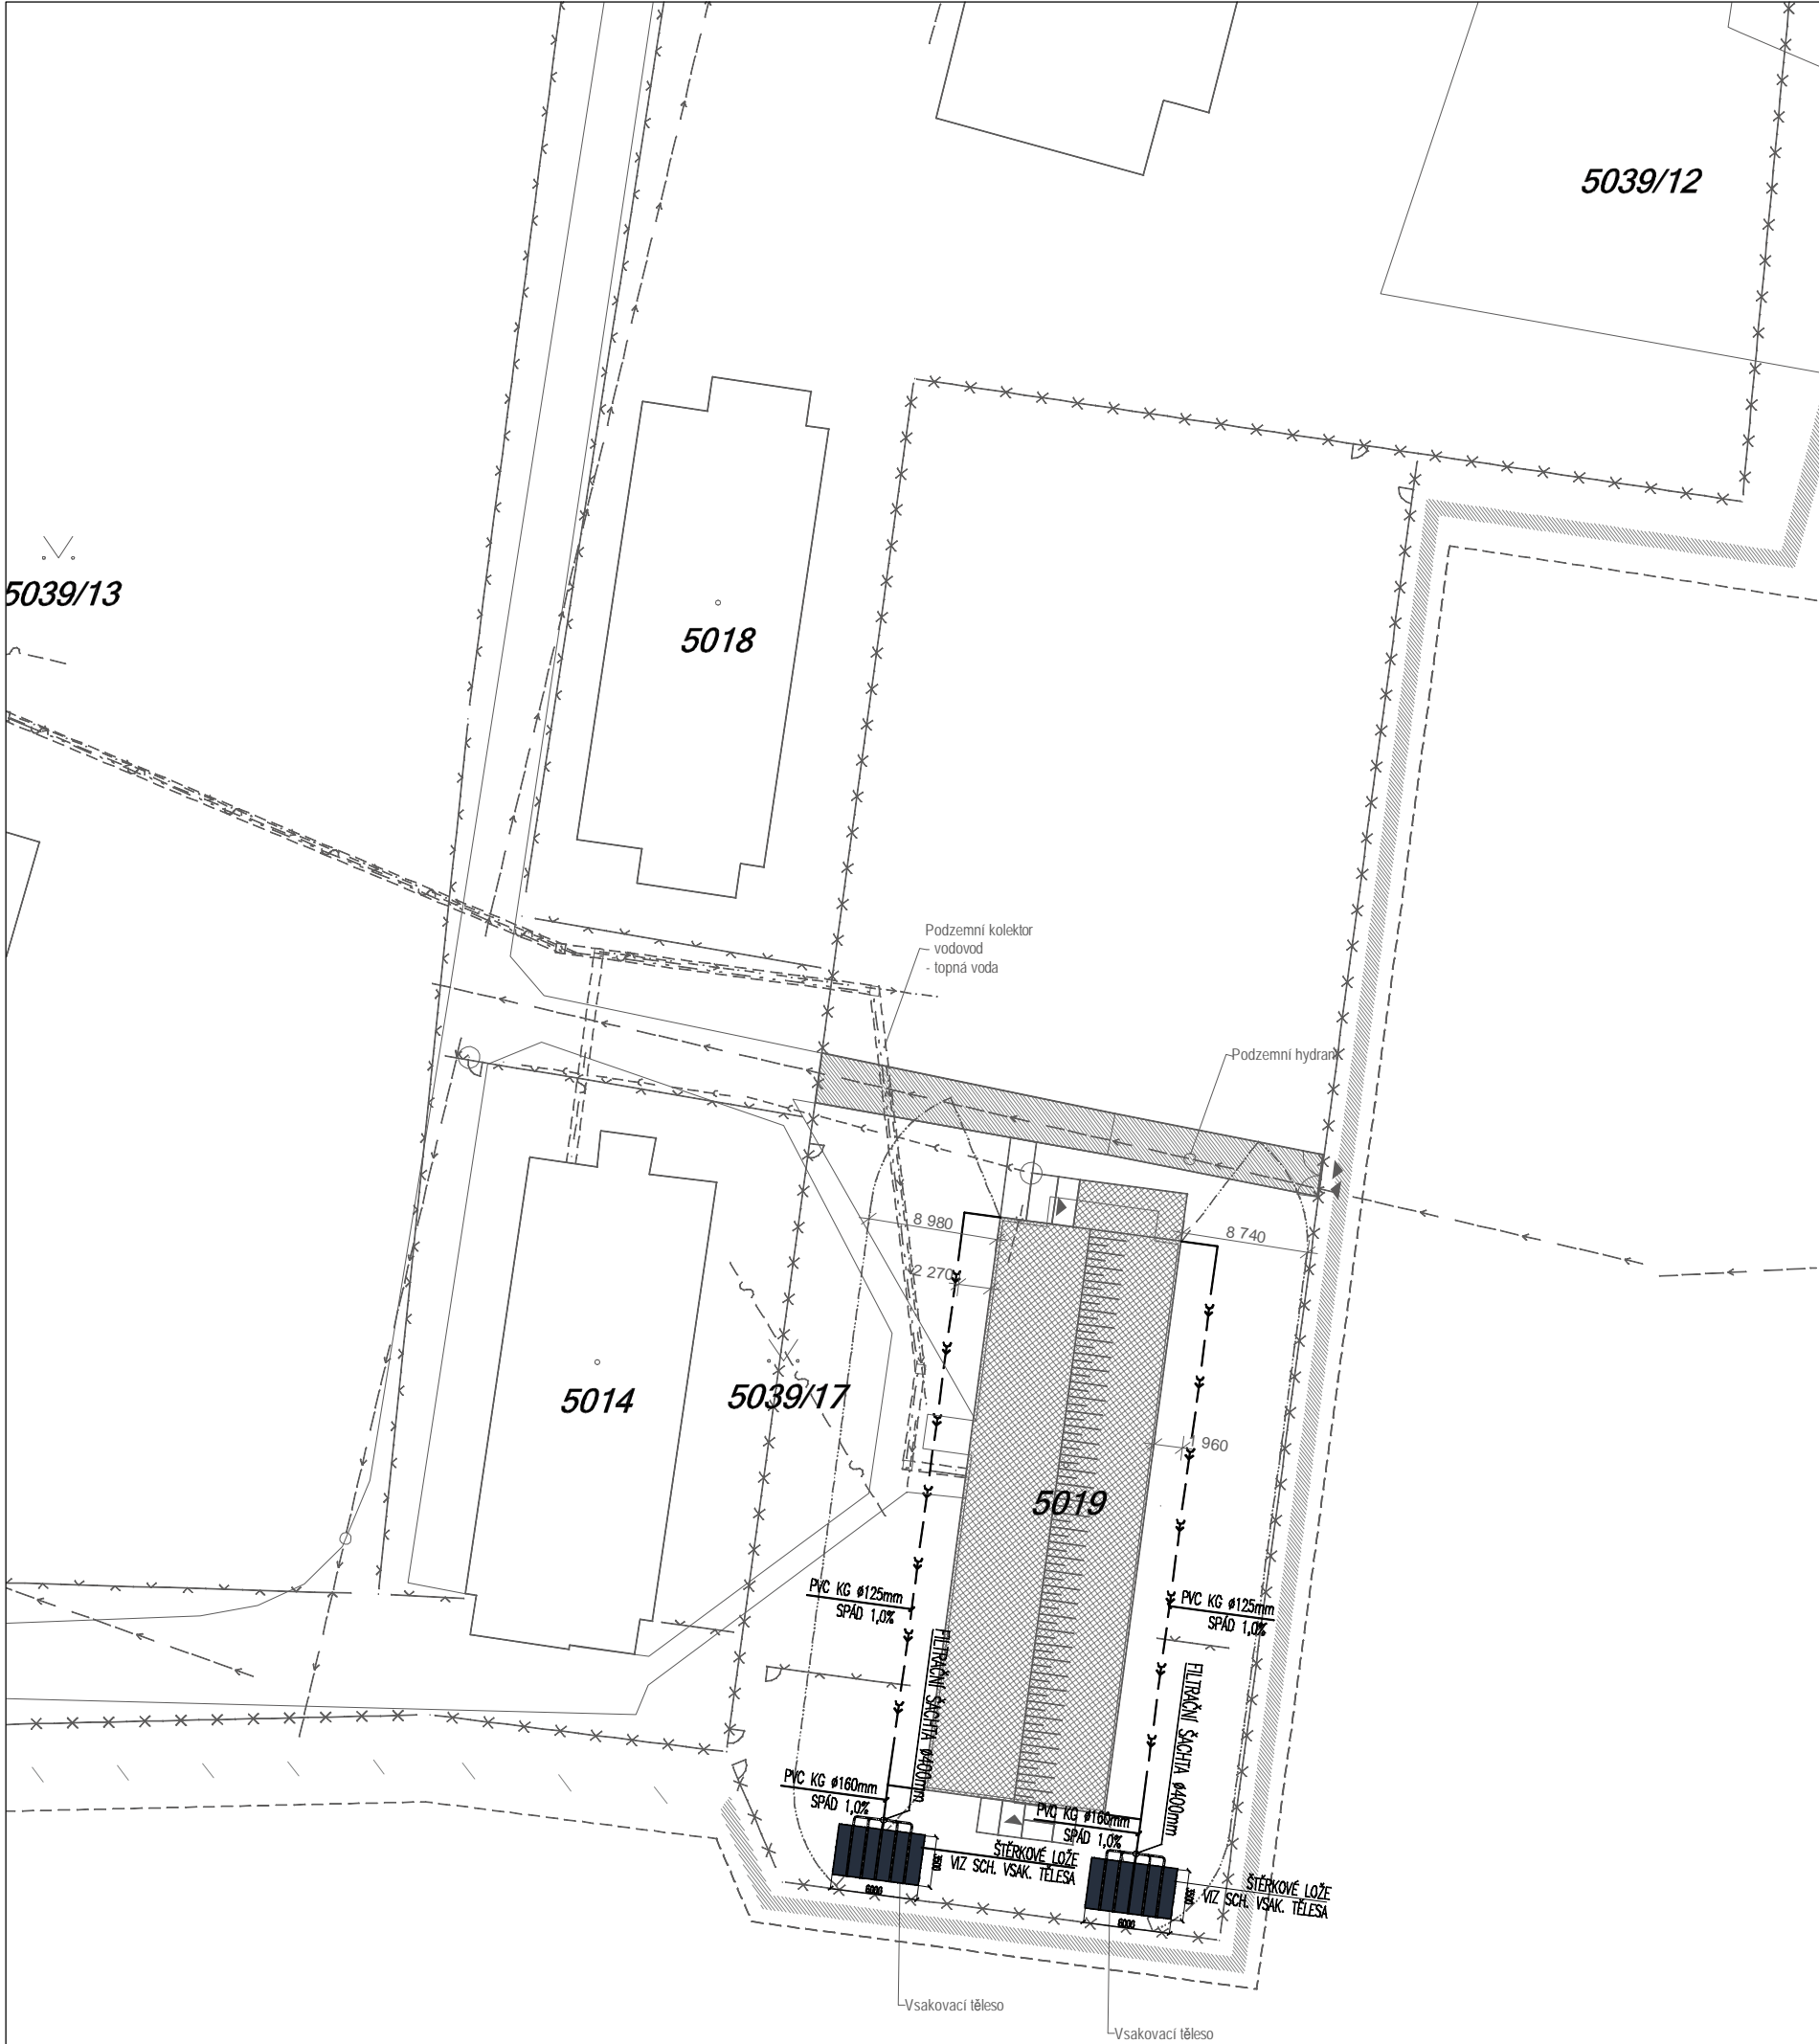 5039/12
5039/13
5018
Podzemní kolektor
- vodovod
- topná voda
Podzemní hydrant
8 980
8 740
2 270
960
5014
5039/17
5019
PVC KG ø125mm
SPÁD 1,0%
PVC KG ø125mm
SPÁD 1,0%
FILTRAČNÍ ŠACHTA ø400mm
FILTRAČNÍ ŠACHTA ø400mm
PVC KG ø160mm
SPÁD 1,0%
PVC KG ø160mm
SPÁD 1,0%
ŠTĚRKOVÉ LOŽE
VIZ SCH. VSAK. TĚLESA
ŠTĚRKOVÉ LOŽE
VIZ SCH. VSAK. TĚLESA
6000
6000
Vsakovací těleso
Vsakovací těleso